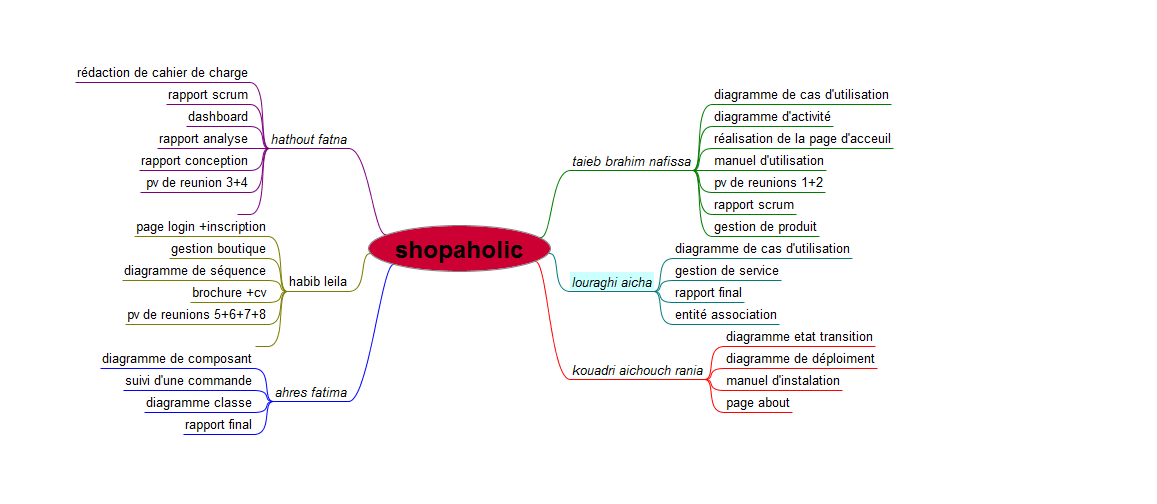 rédaction de cahier de charge
rapport scrum
dashboard
rapport analyse
rapport conception
pv de reunion 3+4
hathout fatna
page login +inscription
gestion boutique
diagramme de séquence
brochure +cv
pv de reunions 5+6+7+8
habib leila
diagramme de composant
suivi d'une commande
diagramme classe
rapport final
ahres fatima
shopaholic
taieb brahim nafissa
diagramme de cas d'utilisation
diagramme d'activité
réalisation de la page d'acceuil
manuel d'utilisation
pv de reunions 1+2
rapport scrum
gestion de produit
louraghi aicha
diagramme de cas d'utilisation
gestion de service
rapport final
entité association
kouadri aichouch rania
diagramme etat transition
diagramme de déploiment
manuel d'instalation
page about